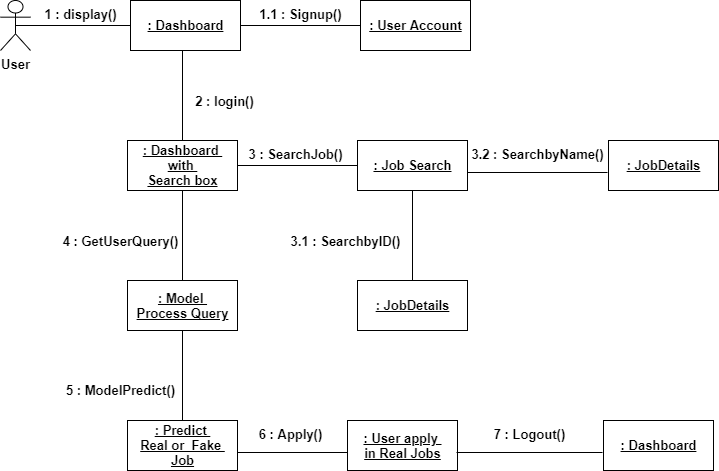 1 : display()
: Dashboard
1.1 : Signup()
: User Account
User
2 : login()
: Dashboard
with
Search box
3 : SearchJob()
: Job Search
3.2 : SearchbyName()
: JobDetails
4 : GetUserQuery()
3.1 : SearchbyID()
: Model
Process Query
: JobDetails
5 : ModelPredict()
: Predict
Real or Fake
Job
6 : Apply()
: User apply
in Real Jobs
7 : Logout()
: Dashboard